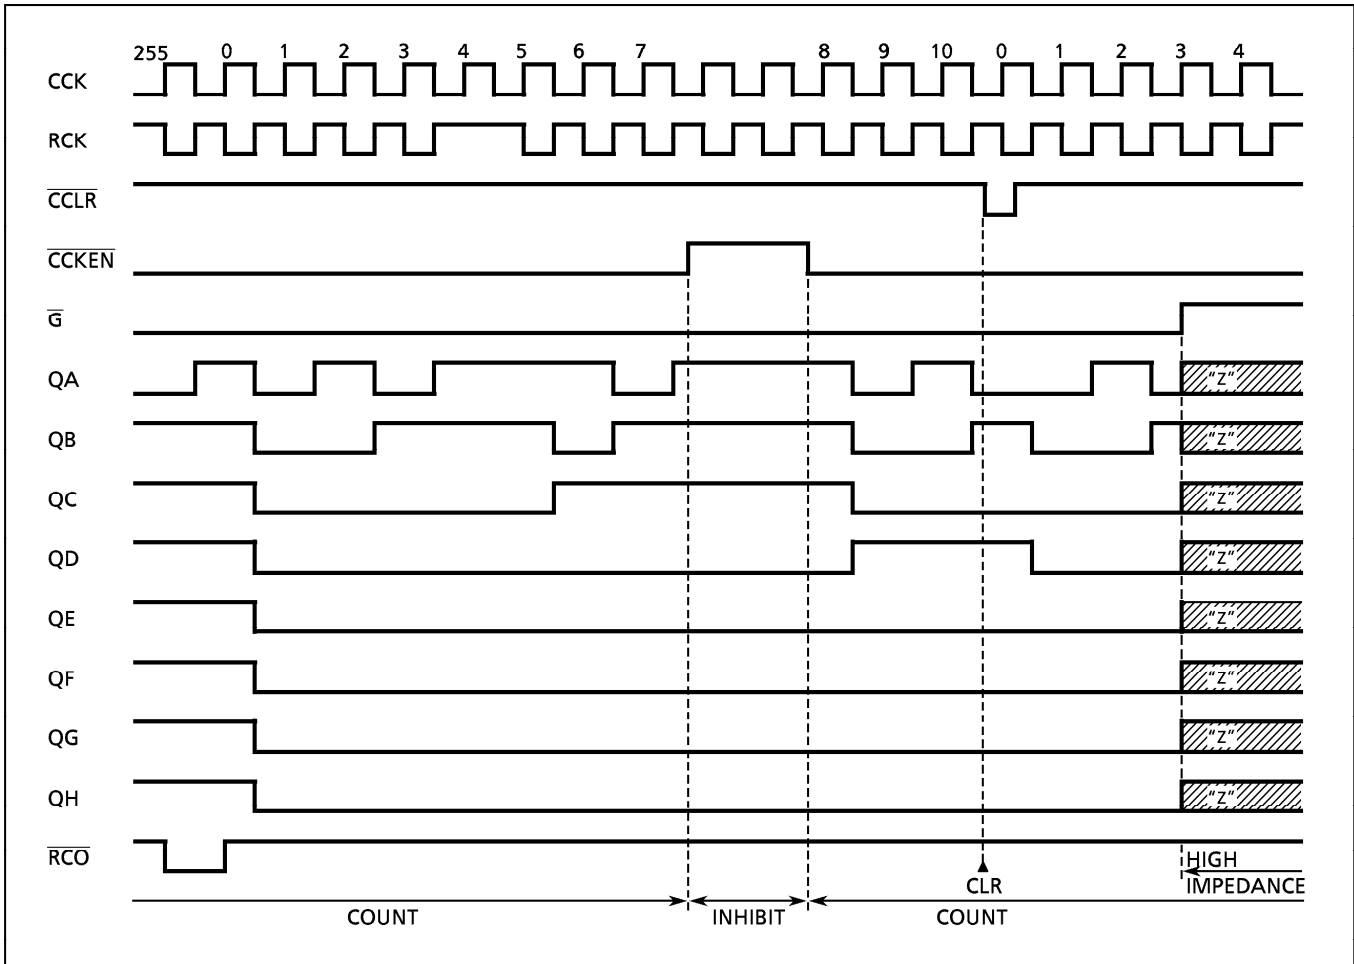 255 0 1 2 3 4 5 6 7 8 9 10 0 1 2 3 4
CCK
RCK
CCLR
CCKEN
G
QA "Z"
QB "Z"
QC "Z"
QD "Z"
QE "Z"
QF "Z"
QG "Z"
QH "Z"
RCO
HIGH
CLR IMPEDANCE
COUNT INHIBIT COUNT